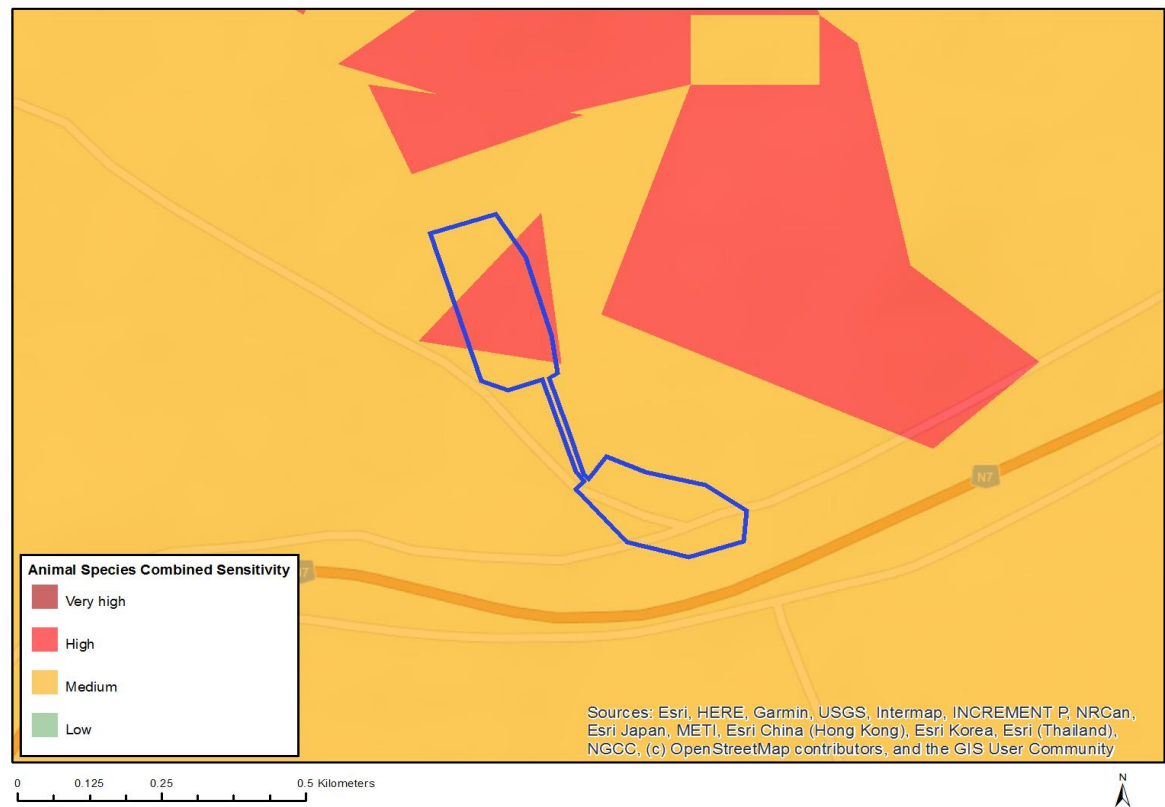 N7
7
Animal Species Combined Sensitivity
Very high
High
Medium
Low
Sources: Esri, HERE, Garmin, USGS, Intermap, INCREMENT P, NRCan,
Esri Japan, METI, Esri China (Hong Kong), Esri Korea, Esri (Thailand),
NGCC, (c) OpenStreetMap contributors, and the GIS User Community
0 0.125 0.25 0.5 Kilometers
N